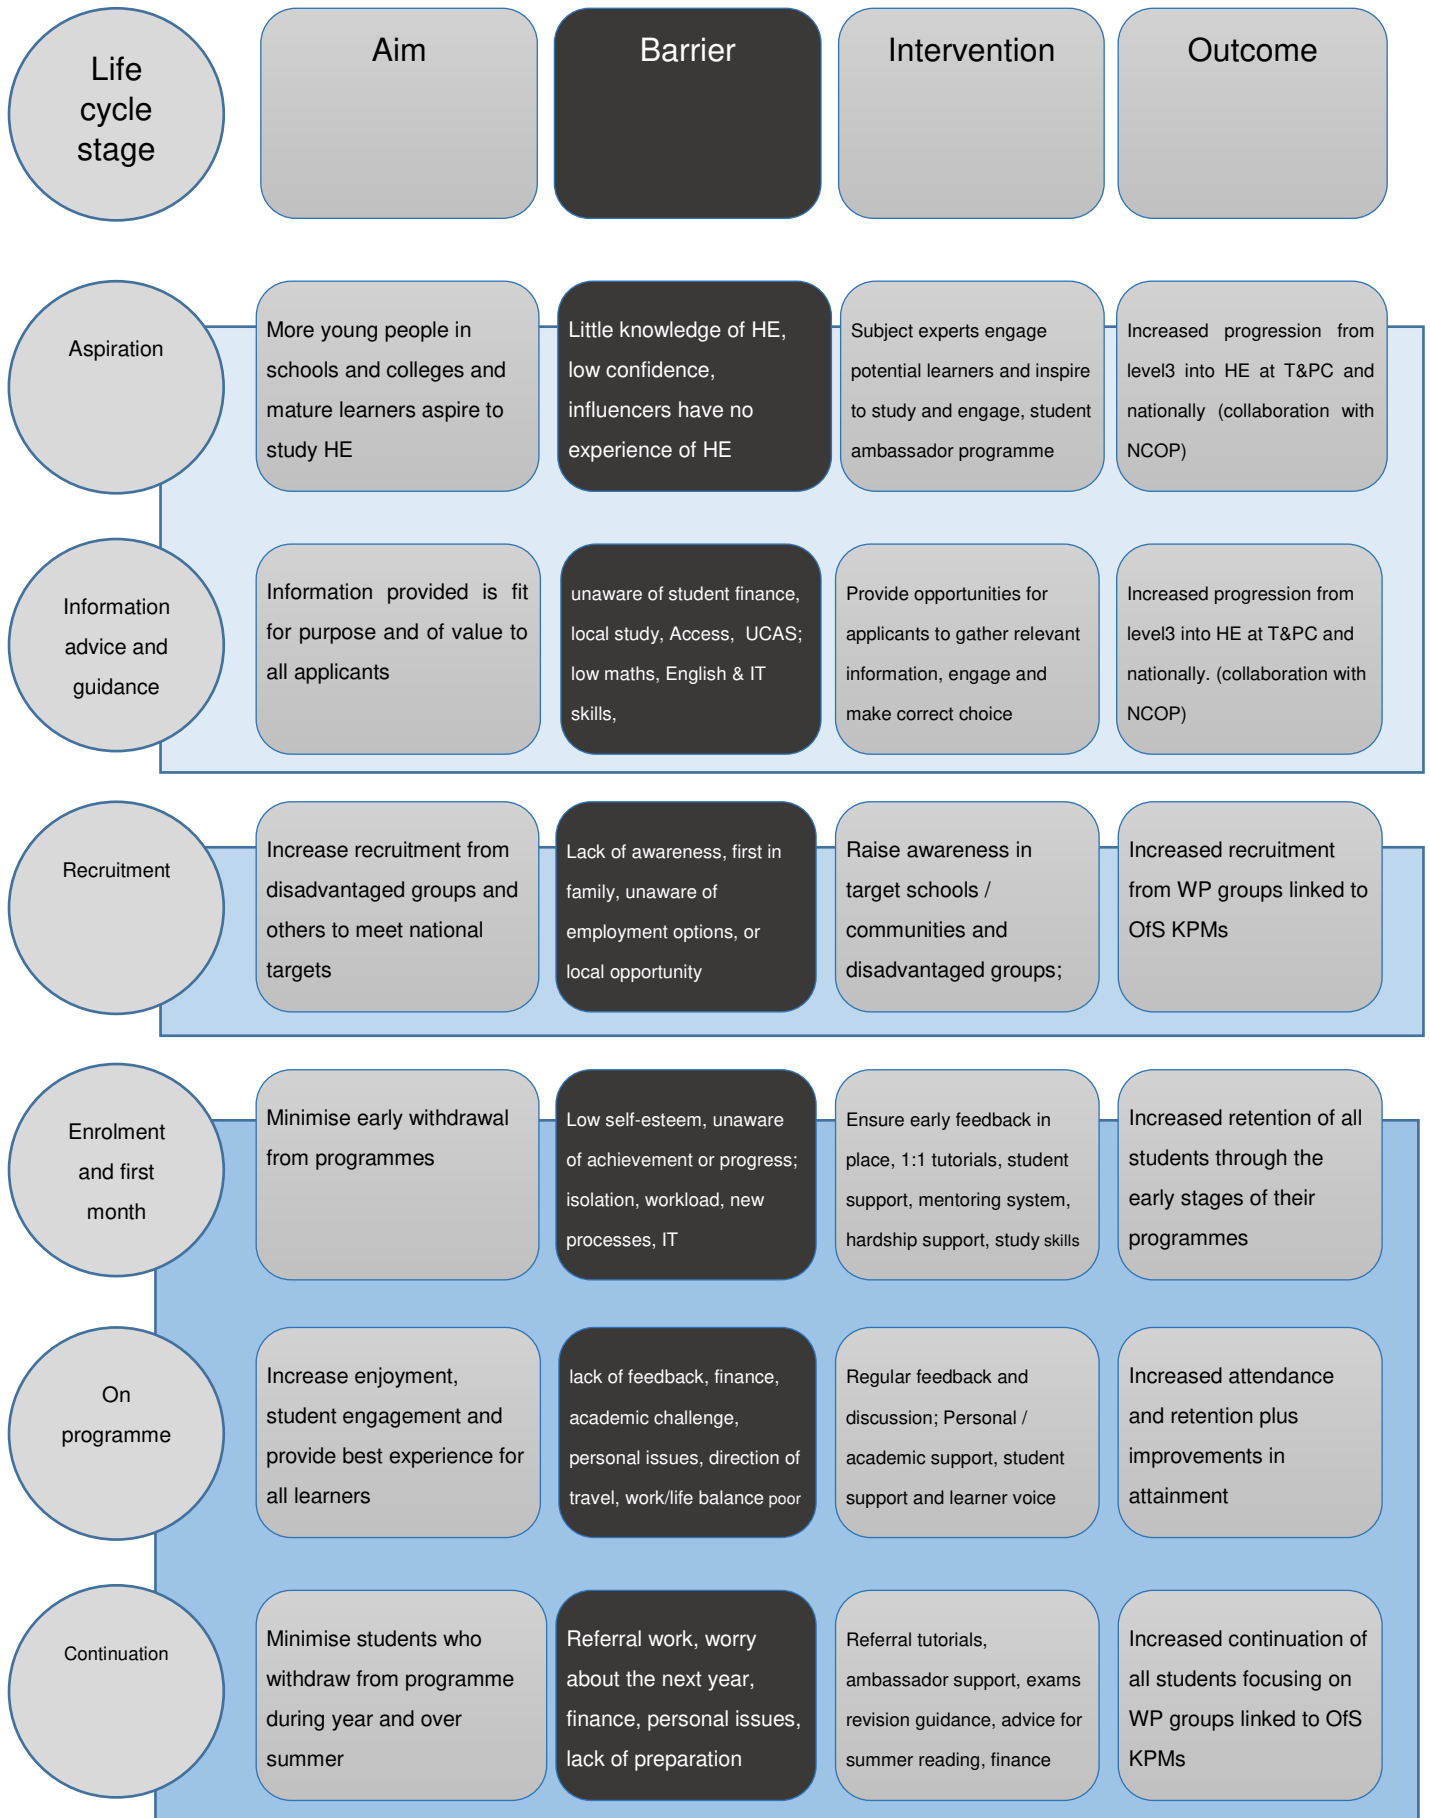 Life
cycle
stage
Aim
Barrier
Intervention
Outcome
Aspiration
More young people in
schools and colleges and
mature learners aspire to
study HE
Little knowledge of HE,
low confidence,
influencers have no
experience of HE
Subject experts engage
potential learners and inspire
to study and engage, student
ambassador programme
Increased progression from
level3 into HE at T&PC and
nationally (collaboration with
NCOP)
Information
advice and
guidance
Information provided is fit
for purpose and of value to
all applicants
unaware of student finance,
local study, Access, UCAS;
low maths, English & IT
skills,
Provide opportunities for
applicants to gather relevant
information, engage and
make correct choice
Increased progression from
level3 into HE at T&PC and
nationally. (collaboration with
NCOP)
Recruitment
Increase recruitment from
disadvantaged groups and
others to meet national
targets
Lack of awareness, first in
family, unaware of
employment options, or
local opportunity
Raise awareness in
target schools /
communities and
disadvantaged groups;
Increased recruitment
from WP groups linked to
OfS KPMs
Enrolment
and first
month
Minimise early withdrawal
from programmes
Low self-esteem, unaware
of achievement or progress;
isolation, workload, new
processes, IT
Ensure early feedback in
place, 1:1 tutorials, student
support, mentoring system,
hardship support, study skills
Increased retention of all
students through the
early stages of their
programmes
On
programme
Increase enjoyment,
student engagement and
provide best experience for
all learners
lack of feedback, finance,
academic challenge,
personal issues, direction of
travel, work/life balance poor
Regular feedback and
discussion; Personal /
academic support, student
support and learner voice
Increased attendance
and retention plus
improvements in
attainment
Continuation
Minimise students who
withdraw from programme
during year and over
summer
Referral work, worry
about the next year,
finance, personal issues,
lack of preparation
Referral tutorials,
ambassador support, exams
revision guidance, advice for
summer reading, finance
Increased continuation of
all students focusing on
WP groups linked to OfS
KPMs